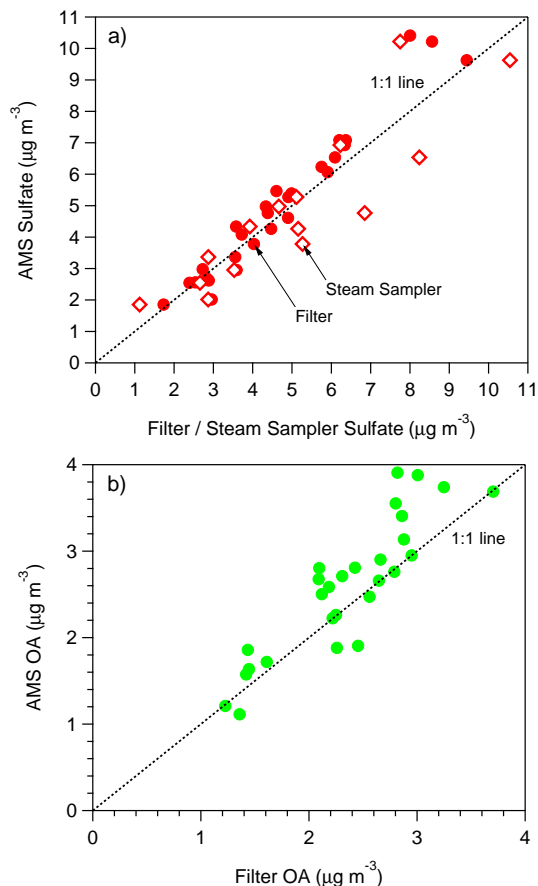 a)
1:1 line
Steam Sampler
Filter
AMS Sulfate (µg m⁻³)
11
10
9
8
7
6
5
4
3
2
1
0
0 1 2 3 4 5 6 7 8 9 10 11
Filter / Steam Sampler Sulfate (µg m⁻³)
b)
1:1 line
AMS OA (µg m⁻³)
4
3
2
1
0
0 1 2 3 4
Filter OA (µg m⁻³)